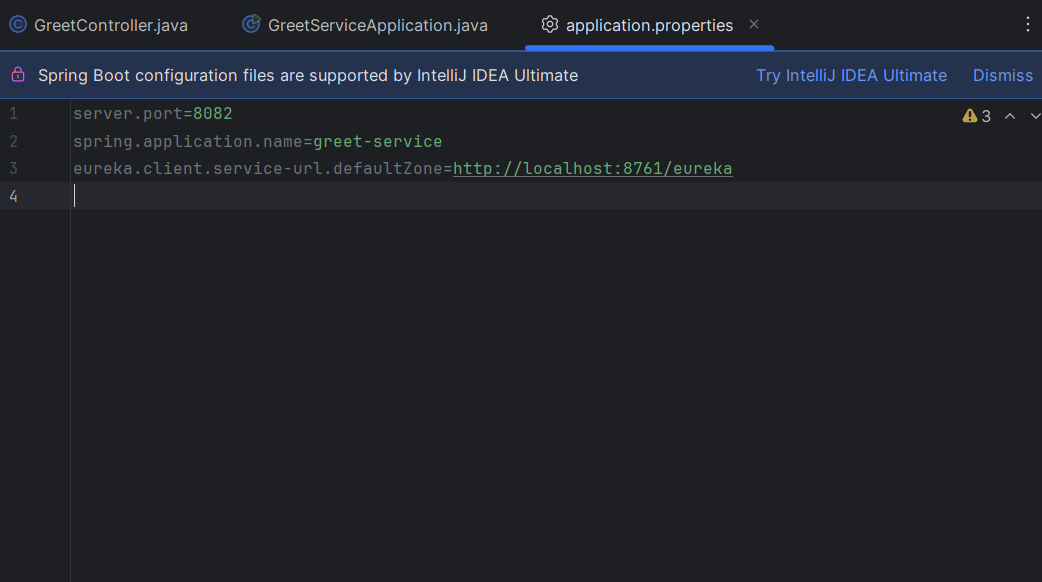 GreetController.java GreetServiceApplication.java application.properties
Spring Boot configuration files are supported by IntelliJ IDEA Ultimate Try IntelliJ IDEA Ultimate Dismiss
1 server.port=8082 3
2 spring.application.name=greet-service
3 eureka.client.service-url.defaultZone=http://localhost:8761/eureka
4